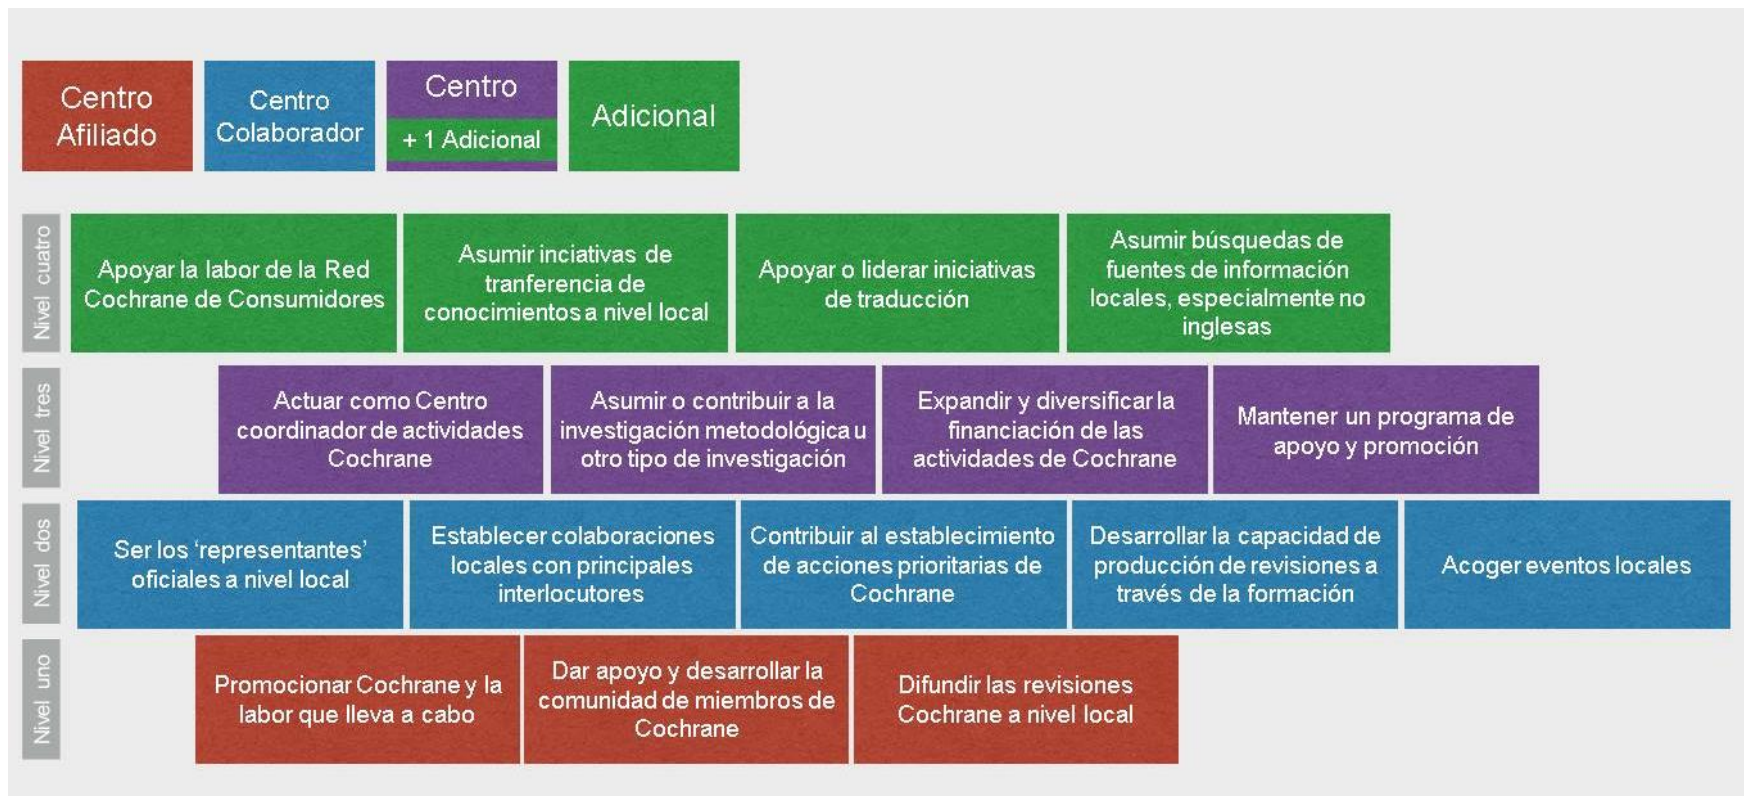 Centro
Afiliado
Centro
Colaborador
Centro
+ 1 Adicional
Adicional
Nivel cuatro
Apoyar la labor de la Red
Cochrane de Consumidores
Asumir inciativas de
tranferencia de
conocimientos a nivel local
Apoyar o liderar iniciativas
de traducción
Asumir búsquedas de
fuentes de información
locales, especialmente no
inglesas
Nivel tres
Actuar como Centro
coordinador de actividades
Cochrane
Asumir o contribuir a la
investigación metodológica u
otro tipo de investigación
Expandir y diversificar la
financiación de las
actividades de Cochrane
Mantener un programa de
apoyo y promoción
Nivel dos
Ser los ‘representantes’
oficiales a nivel local
Establecer colaboraciones
locales con principales
interlocutores
Contribuir al establecimiento
de acciones prioritarias de
Cochrane
Desarrollar la capacidad de
producción de revisiones a
través de la formación
Acoger eventos locales
Nivel uno
Promocionar Cochrane y la
labor que lleva a cabo
Dar apoyo y desarrollar la
comunidad de miembros de
Cochrane
Difundir las revisiones
Cochrane a nivel local